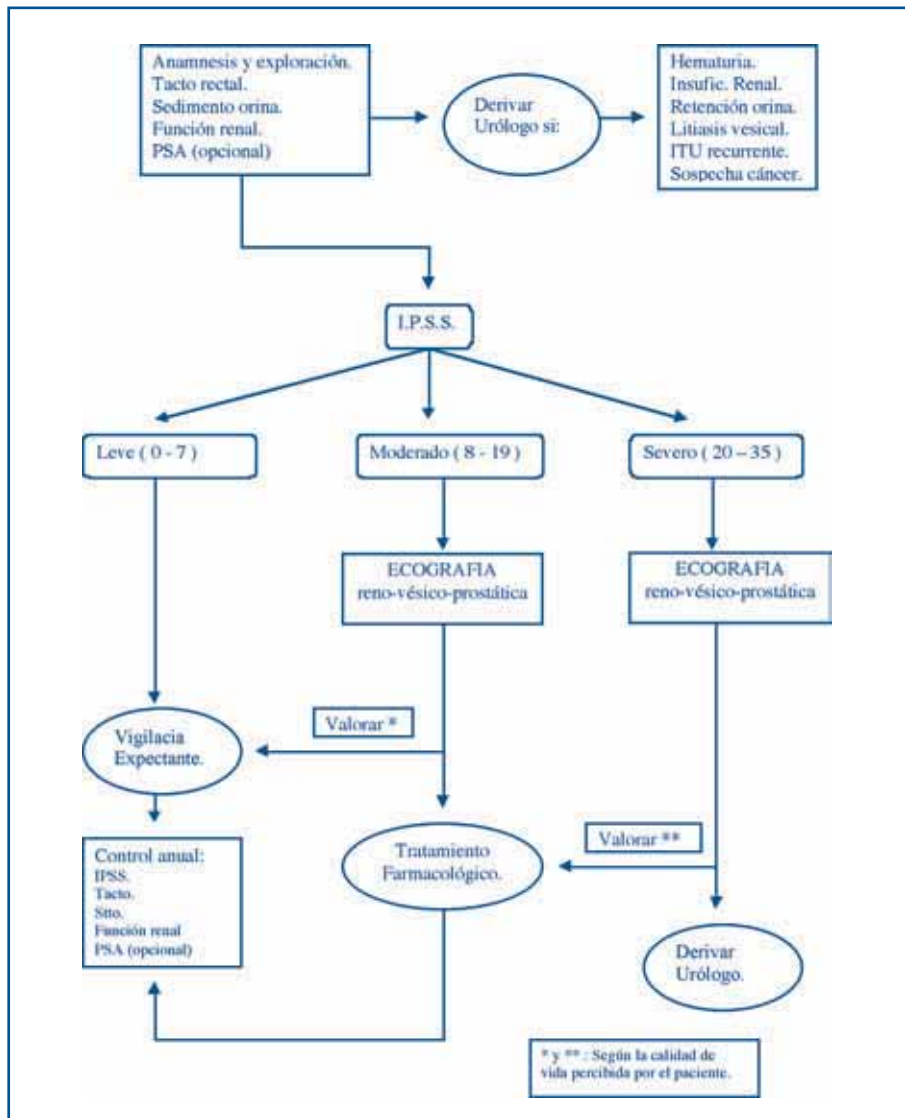 Anamnesis y exploración.
Tacto rectal.
Sedimento orina.
Función renal.
PSA (opcional)
Derivar
Urólogo si:
Hematuria.
Insufic. Renal.
Retención orina.
Litiasis vesical.
ITU recurrente.
Sospecha cáncer.
I.P.S.S.
Leve ( 0 - 7 )
Moderado ( 8 - 19 )
Severo ( 20 – 35 )
ECOGRAFIA
reno-vésico-prostática
ECOGRAFIA
reno-vésico-prostática
Valorar *
Vigilacia
Expectante.
Valorar **
Tratamiento
Farmacológico.
Control anual:
IPSS.
Tacto.
Stto.
Función renal
PSA (opcional)
Derivar
Urólogo.
* y ** : Según la calidad de
vida percibida por el paciente.